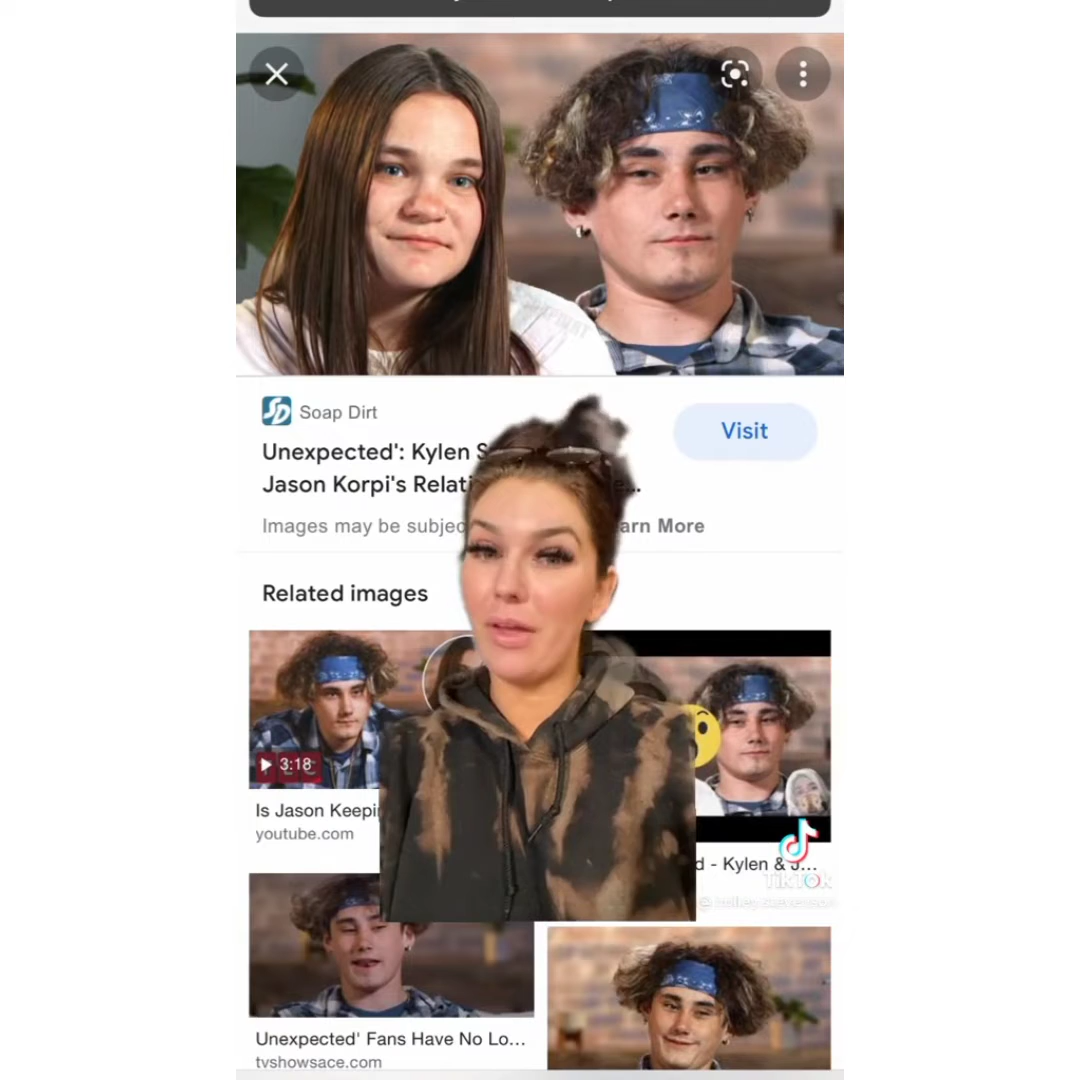 Soap Dirt
Visit
Unexpected': Kylen S
Jason Korpi's Relati e...
Images may be subjec arn More
Related images
3:18
Is Jason Keepi
youtube.com
d - Kylen & J...
TikTok
Unexpected' Fans Have No Lo...
tvshowsace.com